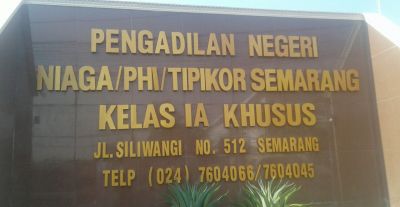 PENGADILAN NEGERI
NIAGA/PHI/TIPIKOR SEMARANG
KELAS IA KHUSUS
JL. SILIWANGI NO. 512 SEMARANG
TELP (024) 7604066/7604045